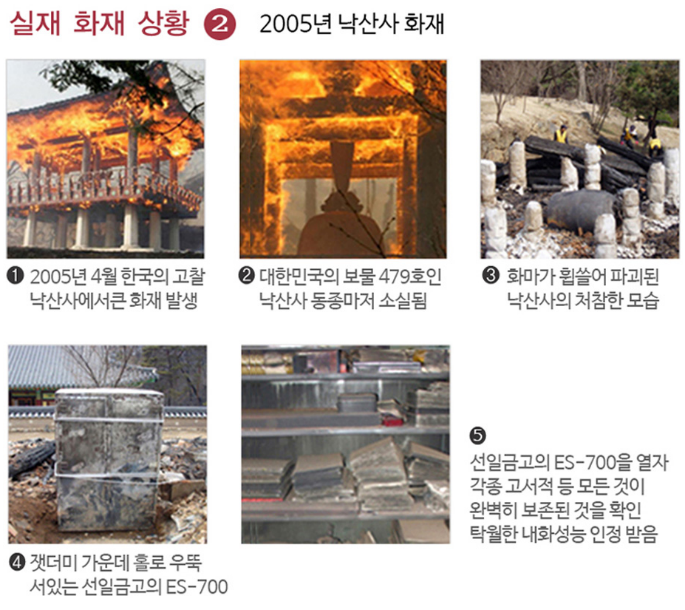 실재 화재 상황 2 2005년 낙산사 화재
1 2005년 4월 한국의 고찰
낙산사에서큰 화재 발생
2 대한민국의 보물 479호인
낙산사 동종마저 소실됨
3 화마가 휩쓸어 파괴된
낙산사의 처참한 모습
4 잿더미 가운데 홀로 우뚝
서있는 선일금고의 ES-700
5
선일금고의 ES-700을 열자
각종 고서적 등 모든 것이
완벽히 보존된 것을 확인
탁월한 내화성능 인정 받음